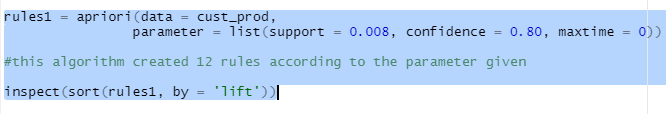 rules1 = apriori(data = cust_prod,
parameter = list(support = 0.008, confidence = 0.80, maxtime = 0))
#this algorithm created 12 rules according to the parameter given
inspect(sort(rules1, by = 'lift'))